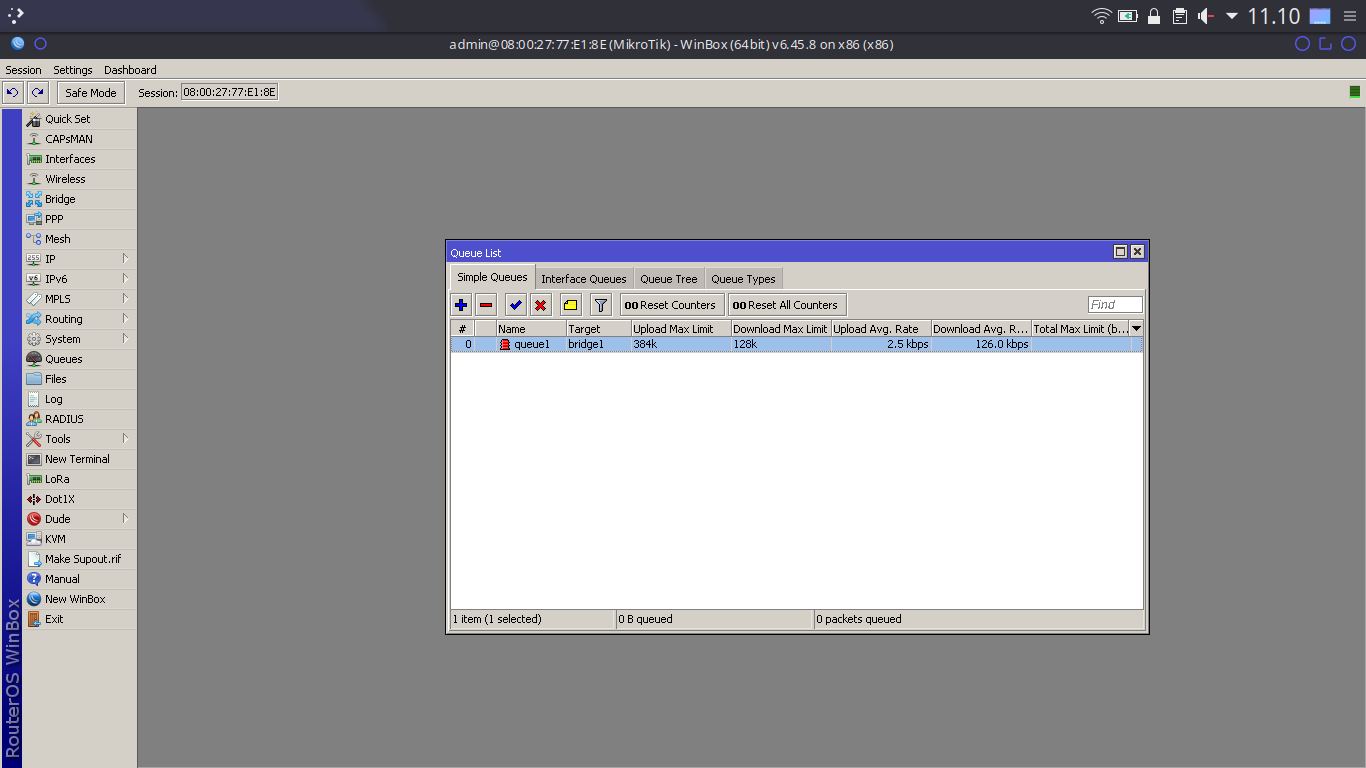 11.10
admin@08:00:27:77:E1:8E (MikroTik) - WinBox (64bit) v6.45.8 on x86 (x86)
Session Settings Dashboard
Safe Mode Session: 08:00:27:77:E1:8E
Quick Set
CAPsMAN
Interfaces
Wireless
Bridge
PPP
Mesh
255 IP
v6 IPv6
MPLS
Routing
System
Queues
Files
Log
RADIUS
Tools
New Terminal
LoRa
Dot1X
Dude
KVM
Make Supout.rif
Manual
New WinBox
Exit
RouterOS WinBox
Queue List
Simple Queues Interface Queues Queue Tree Queue Types
00 Reset Counters 00 Reset All Counters Find
# Name Target Upload Max Limit Download Max Limit Upload Avg. Rate Download Avg. R... Total Max Limit (b...
0 queue1 bridge1 384k 128k 2.5 kbps 126.0 kbps
1 item (1 selected) 0 B queued 0 packets queued